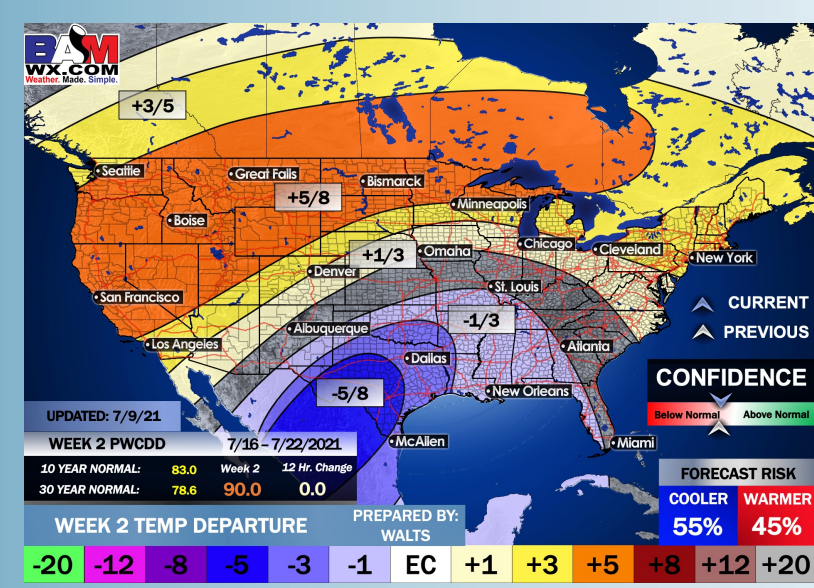 BAM
WX.COM
Weather. Made. Simple.
+3/5
Seattle
Great Falls
Bismarck
+5/8
Minneapolis
Boise
Chicago
Cleveland
+1/3
Omaha
New York
Denver
St. Louis
San Francisco
CURRENT
-1/3
PREVIOUS
Albuquerque
Los Angeles
Atlanta
Dallas
CONFIDENCE
-5/8
New Orleans
Below Normal
Above Normal
UPDATED: 7/9/21
WEEK 2 PWCDD 7/16 - 7/22/2021
McAllen
Miami
10 YEAR NORMAL: 83.0 Week 2 12 Hr. Change
30 YEAR NORMAL: 78.6 90.0 0.0
FORECAST RISK
COOLER WARMER
55% 45%
WEEK 2 TEMP DEPARTURE
PREPARED BY:
WALTS
-20 -12 -8 -5 -3 -1 EC +1 +3 +5 +8 +12 +20